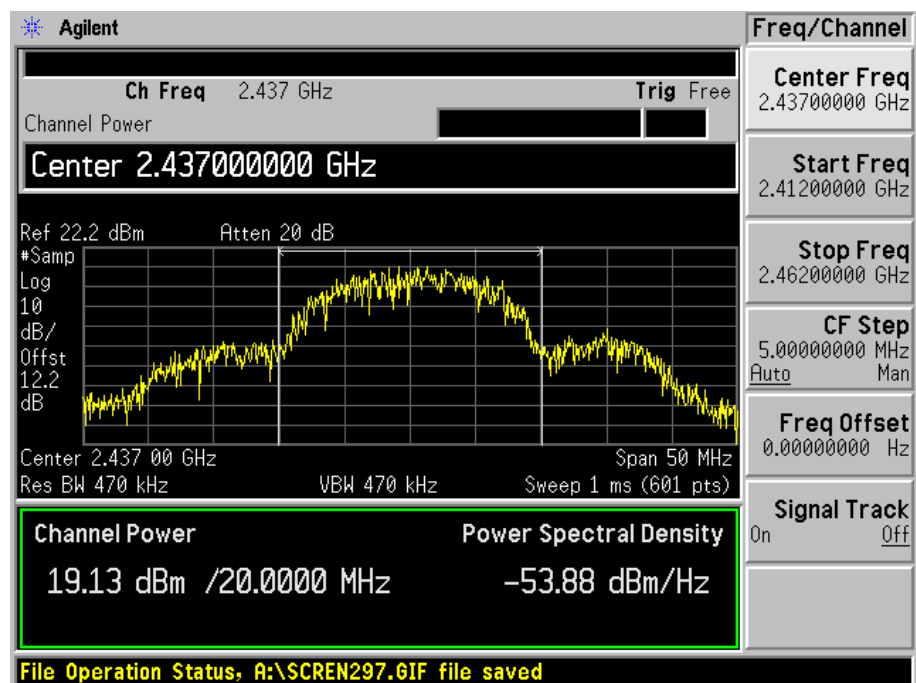 Agilent
Freq/Channel
Ch Freq 2.437 GHz Trig Free
Channel Power
Center 2.437000000 GHz
Ref 22.2 dBm Atten 20 dB
#Samp
Log
10
dB/
Offst
12.2
dB
Center 2.437 00 GHz Span 50 MHz
Res BW 470 kHz VBW 470 kHz Sweep 1 ms (601 pts)
Channel Power Power Spectral Density
19.13 dBm /20.0000 MHz -53.88 dBm/Hz
File Operation Status, A:\SCREN297.GIF file saved
Center Freq
2.43700000 GHz
Start Freq
2.41200000 GHz
Stop Freq
2.46200000 GHz
CF Step
5.00000000 MHz
Auto Man
Freq Offset
0.00000000 Hz
Signal Track
On Off